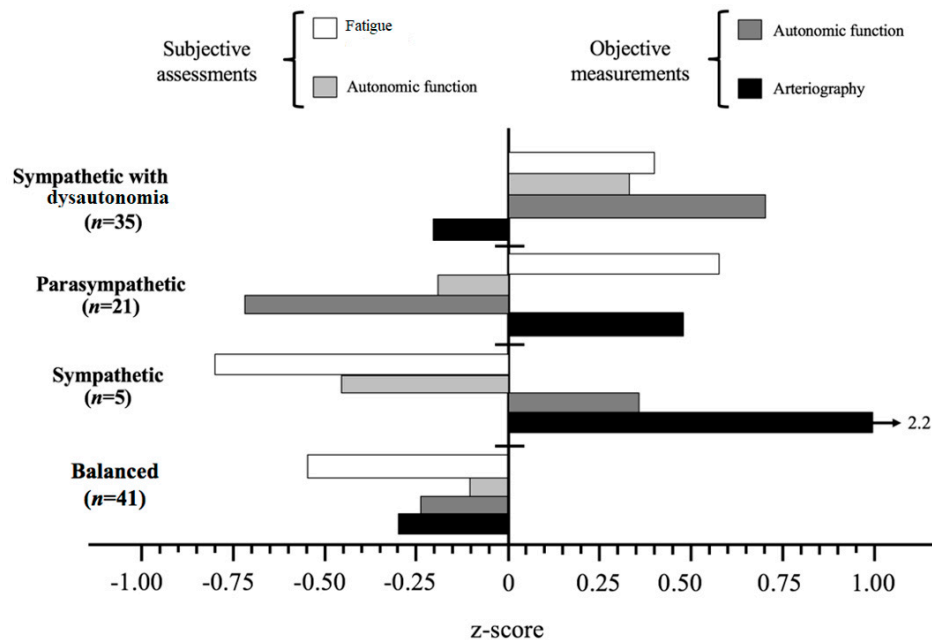 Subjective
assessments
Fatigue
Autonomic function
Objective
measurements
Autonomic function
Arteriography
Sympathetic with
dysautonomia
(n=35)
Parasympathetic
(n=21)
Sympathetic
(n=5)
2.2
Balanced
(n=41)
-1.00 -0.75 -0.50 -0.25 0 0.25 0.50 0.75 1.00
z-score